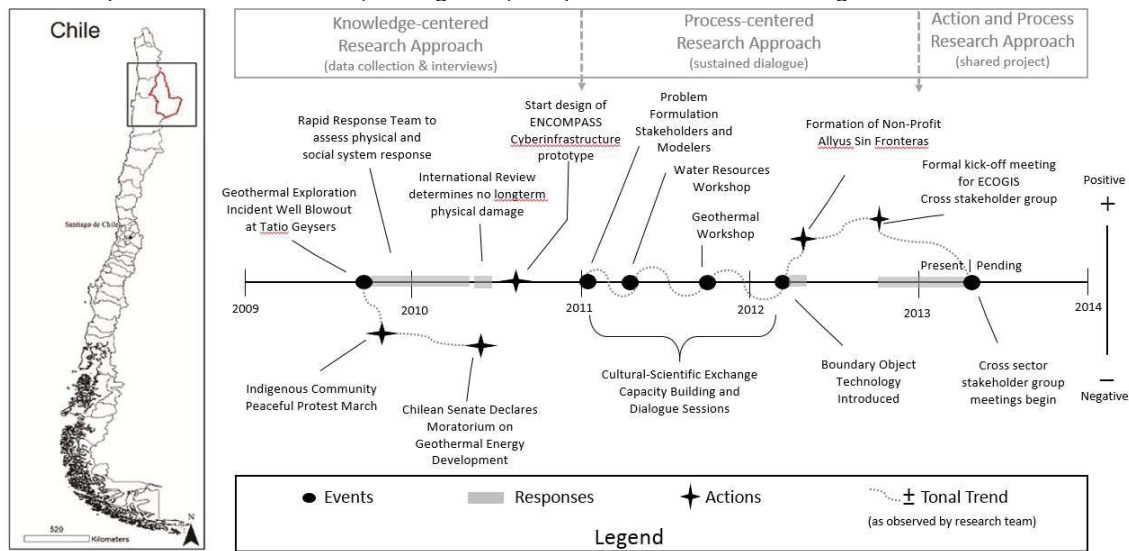 Chile
Santiago de Chile
N
520
Kilometers
Knowledge-centered
Research Approach
(data collection & interviews)
Process-centered
Research Approach
(sustained dialogue)
Action and Process
Research Approach
(shared project)
Geothermal Exploration
Incident Well Blowout
at Tatio Geysers
Rapid Response Team to
assess physical and
social system response
International Review
determines no longterm
physical damage
Start design of
ENCOMPASS
Cyberinfrastructure
prototype
Problem
Formulation
Stakeholders and
Modelers
Water Resources
Workshop
Geothermal
Workshop
Formation of Non-Profit
Allyus Sin Fronteras
Formal kick-off meeting
for ECOGIS
Cross stakeholder group
Positive
+
Present | Pending
2009
2010
2011
2012
2013
2014
Indigenous Community
Peaceful Protest March
Chilean Senate Declares
Moratorium on
Geothermal Energy
Development
Cultural-Scientific Exchange
Capacity Building and
Dialogue Sessions
Boundary Object
Technology
Introduced
Cross sector
stakeholder group
meetings begin
–
Negative
Events
Responses
Actions
± Tonal Trend
(as observed by research team)
Legend